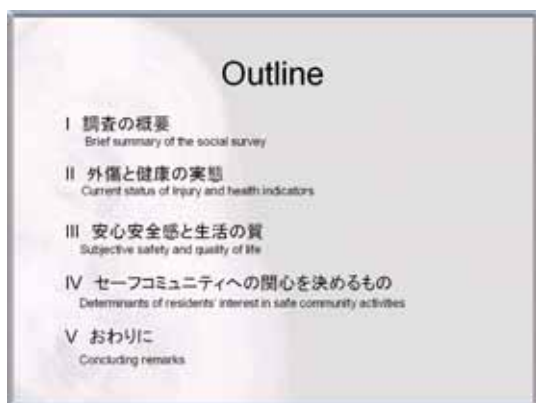 Outline
I 調査の概要
Brief summary of the social survey
II 外傷と健康の実態
Current status of Injury and health indicators
III 安心安全感と生活の質
Subjective safety and quality of life
IV セーフコミュニティへの関心を決めるもの
Determinants of residents' interest in safe community activities
V おわりに
Concluding remarks